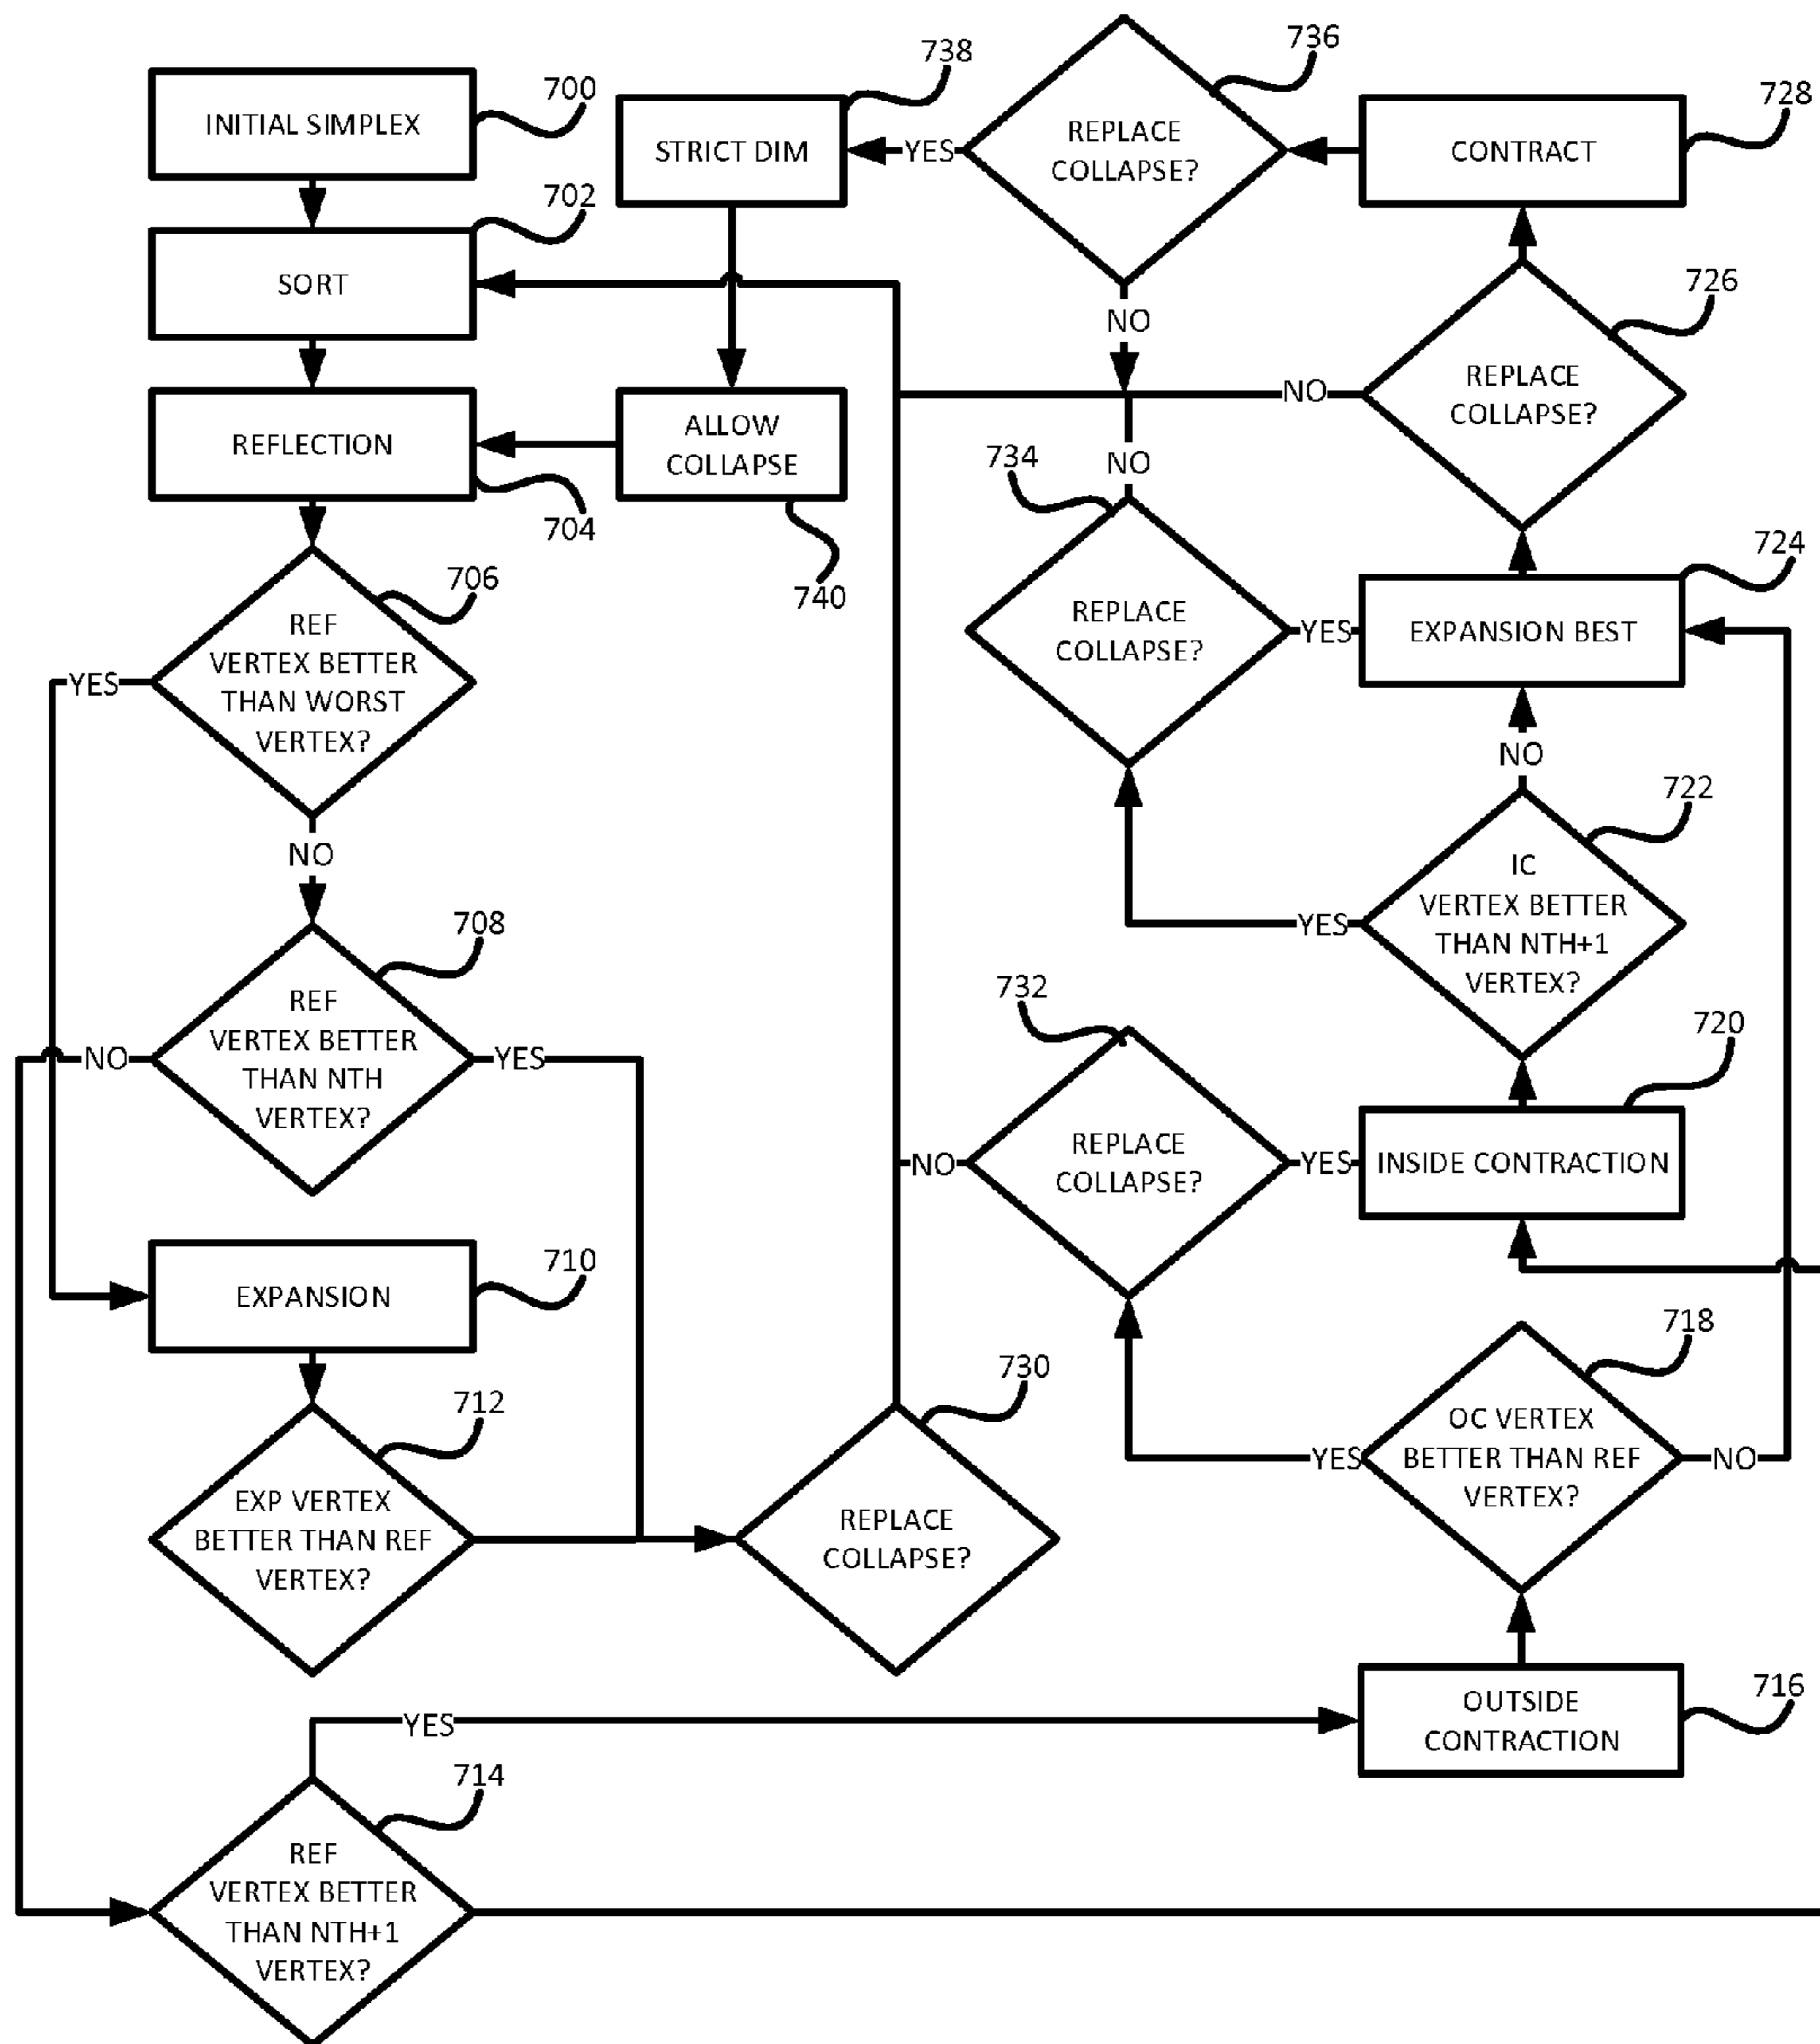 INITIAL SIMPLEX
700
SORT
702
REFLECTION
704
REF
VERTEX BETTER
THAN WORST
VERTEX?
706
YES
NO
REF
VERTEX BETTER
THAN NTH
VERTEX?
708
NO
YES
EXPANSION
710
EXP VERTEX
BETTER THAN REF
VERTEX?
712
REF
VERTEX BETTER
THAN NTH+1
VERTEX?
714
YES
STRICT DIM
738
ALLOW
COLLAPSE
740
REPLACE
COLLAPSE?
736
YES
NO
CONTRACT
728
REPLACE
COLLAPSE?
726
NO
REPLACE
COLLAPSE?
734
NO
YES
EXPANSION BEST
724
NO
IC
VERTEX BETTER
THAN NTH+1
VERTEX?
722
YES
REPLACE
COLLAPSE?
732
NO
YES
INSIDE CONTRACTION
720
OC VERTEX
BETTER THAN REF
VERTEX?
718
YES
NO
REPLACE
COLLAPSE?
730
OUTSIDE
CONTRACTION
716